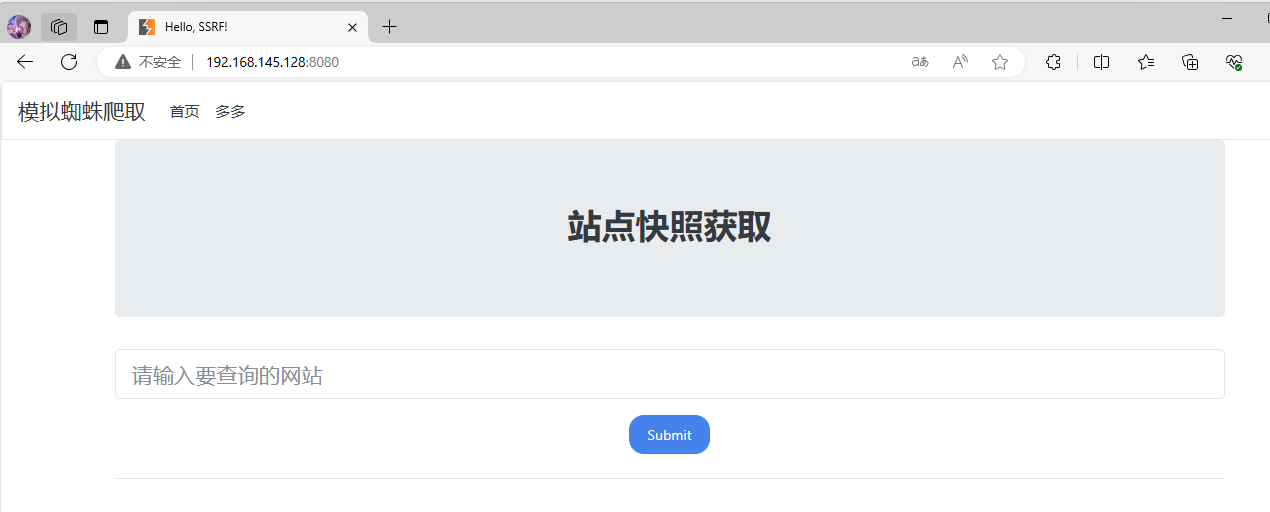 Hello, SSRF!
不安全 192.168.145.128:8080
模拟蜘蛛爬取 首页 多多
站点快照获取
请输入要查询的网站
Submit